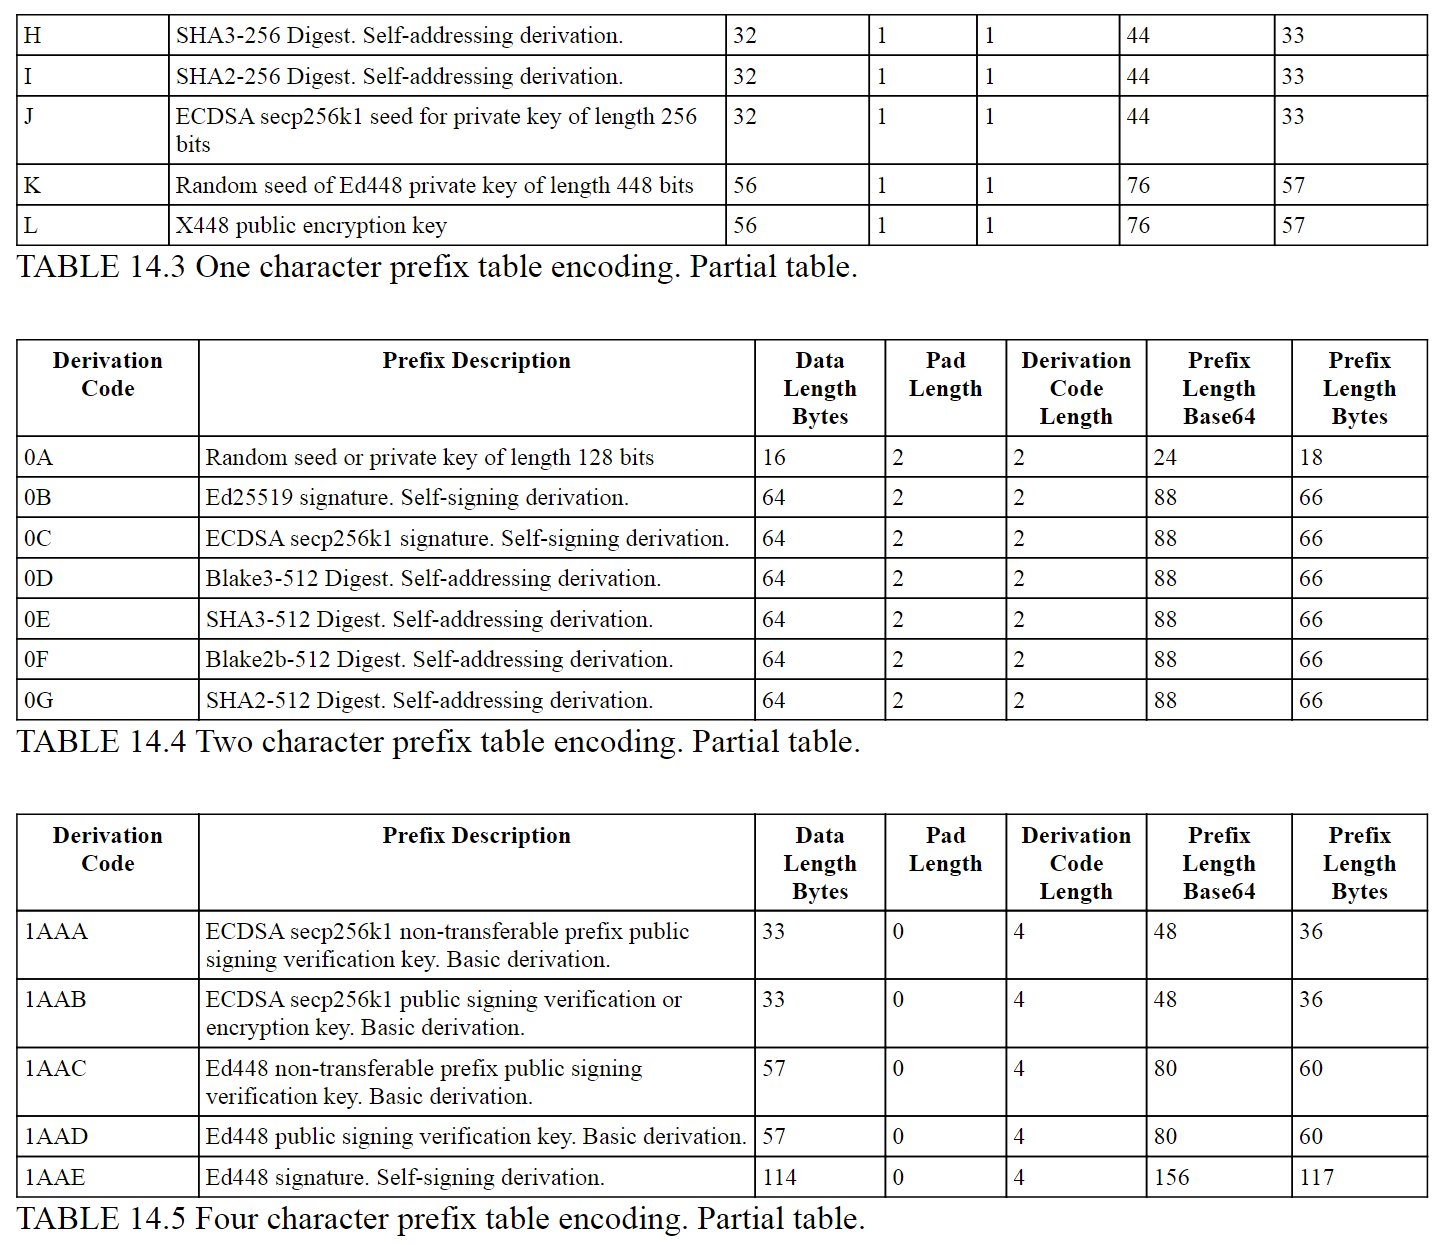 H SHA3-256 Digest. Self-addressing derivation. 32 1 1 44 33
I SHA2-256 Digest. Self-addressing derivation. 32 1 1 44 33
J ECDSA secp256k1 seed for private key of length 256 32 1 1 44 33
bits
K Random seed of Ed448 private key of length 448 bits 56 1 1 76 57
L X448 public encryption key 56 1 1 76 57
TABLE 14.3 One character prefix table encoding. Partial table.
Derivation Prefix Description Data Pad Derivation Prefix Prefix
Code Length Length Code Length Length
Bytes Length Base64 Bytes
0A Random seed or private key of length 128 bits 16 2 2 24 18
0B Ed25519 signature. Self-signing derivation. 64 2 2 88 66
0C ECDSA secp256k1 signature. Self-signing derivation. 64 2 2 88 66
0D Blake3-512 Digest. Self-addressing derivation. 64 2 2 88 66
0E SHA3-512 Digest. Self-addressing derivation. 64 2 2 88 66
0F Blake2b-512 Digest. Self-addressing derivation. 64 2 2 88 66
0G SHA2-512 Digest. Self-addressing derivation. 64 2 2 88 66
TABLE 14.4 Two character prefix table encoding. Partial table.
Derivation Prefix Description Data Pad Derivation Prefix Prefix
Code Length Length Code Length Length
Bytes Length Base64 Bytes
1AAA ECDSA secp256k1 non-transferable prefix public 33 0 4 48 36
signing verification key. Basic derivation.
1AAB ECDSA secp256k1 public signing verification or 33 0 4 48 36
encryption key. Basic derivation.
1AAC Ed448 non-transferable prefix public signing 57 0 4 80 60
verification key. Basic derivation.
1AAD Ed448 public signing verification key. Basic derivation. 57 0 4 80 60
1AAE Ed448 signature. Self-signing derivation. 114 0 4 156 117
TABLE 14.5 Four character prefix table encoding. Partial table.